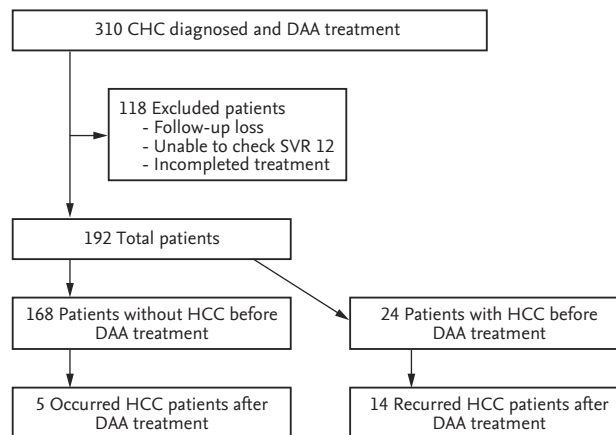 310 CHC diagnosed and DAA treatment
118 Excluded patients
- Follow-up loss
- Unable to check SVR 12
- Incompleted treatment
192 Total patients
168 Patients without HCC before
DAA treatment
24 Patients with HCC before
DAA treatment
5 Occurred HCC patients after
DAA treatment
14 Recurred HCC patients after
DAA treatment